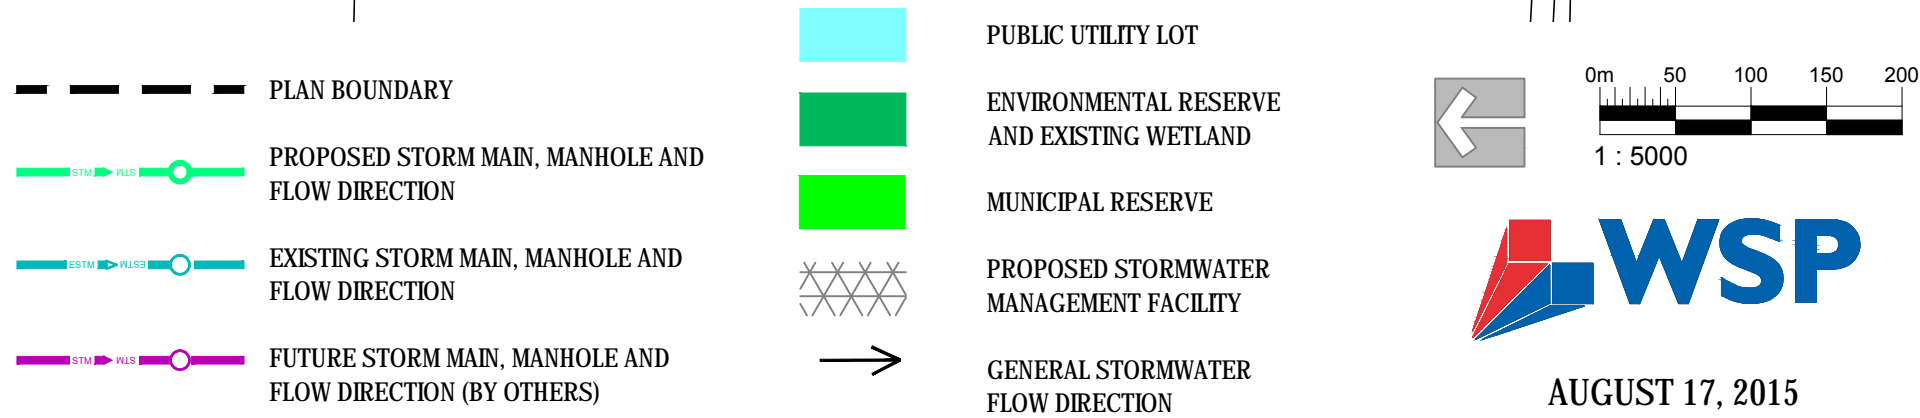 PLAN BOUNDARY
STM STM
PROPOSED STORM MAIN, MANHOLE AND
FLOW DIRECTION
ESTM ESTM
EXISTING STORM MAIN, MANHOLE AND
FLOW DIRECTION
STM STM
FUTURE STORM MAIN, MANHOLE AND
FLOW DIRECTION (BY OTHERS)
PUBLIC UTILITY LOT
ENVIRONMENTAL RESERVE
AND EXISTING WETLAND
MUNICIPAL RESERVE
PROPOSED STORMWATER
MANAGEMENT FACILITY
GENERAL STORMWATER
FLOW DIRECTION
0m 50 100 150 200
1 : 5000
WSP
AUGUST 17, 2015